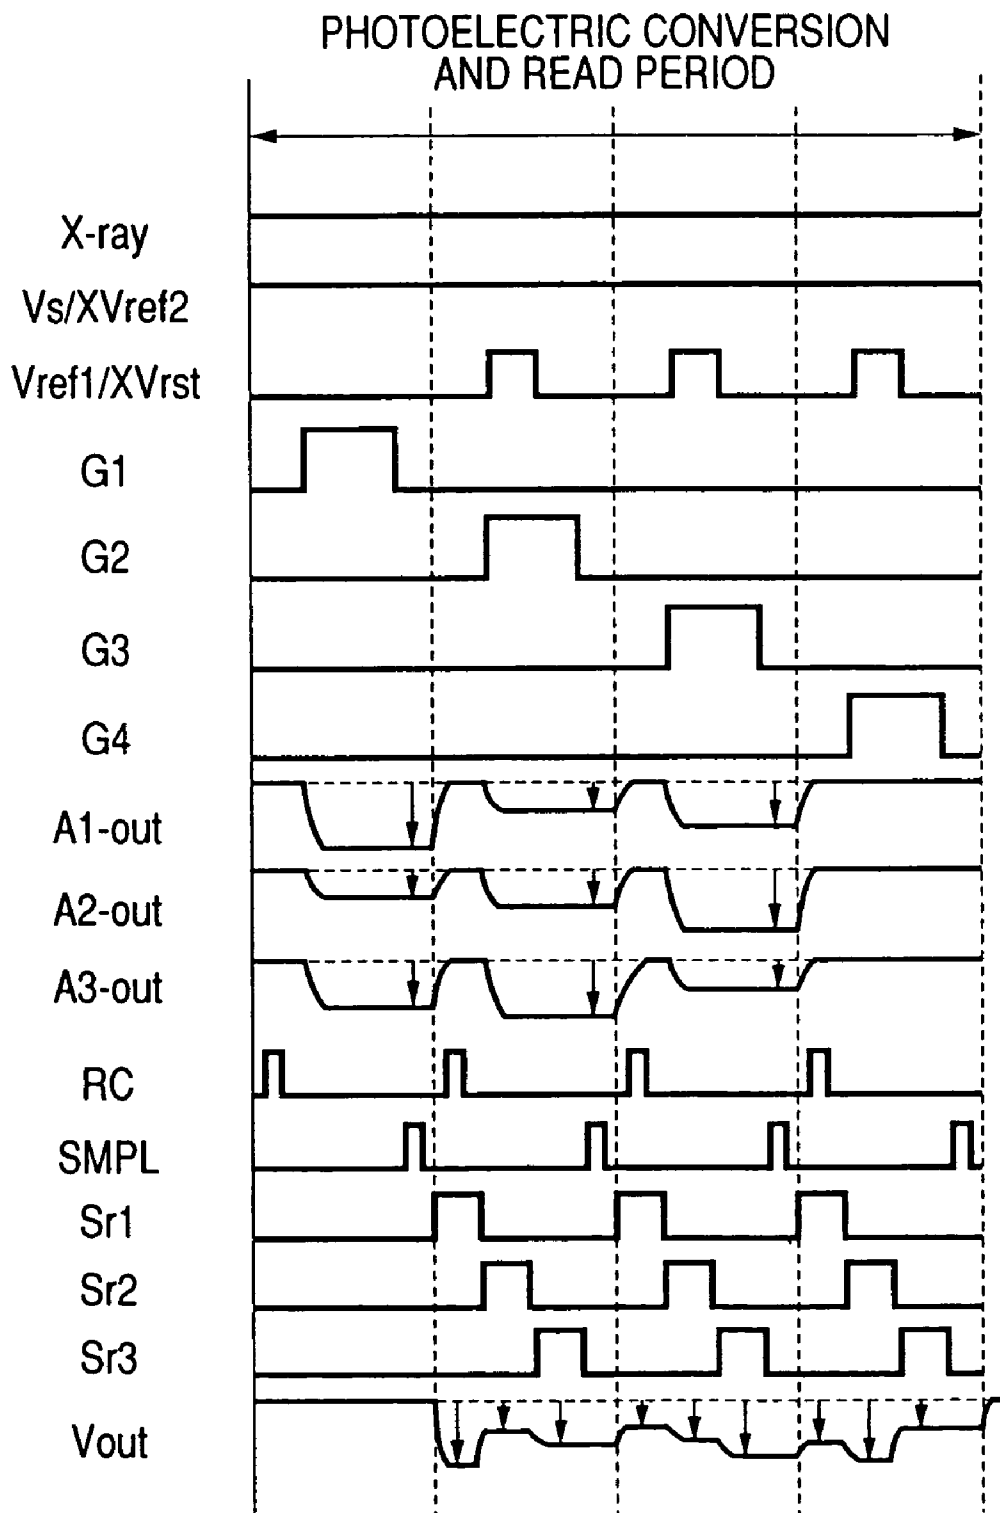 PHOTOELECTRIC CONVERSION
AND READ PERIOD
X-ray
Vs/XVref2
Vref1/XVrst
G1
G2
G3
G4
A1-out
A2-out
A3-out
RC
SMPL
Sr1
Sr2
Sr3
Vout